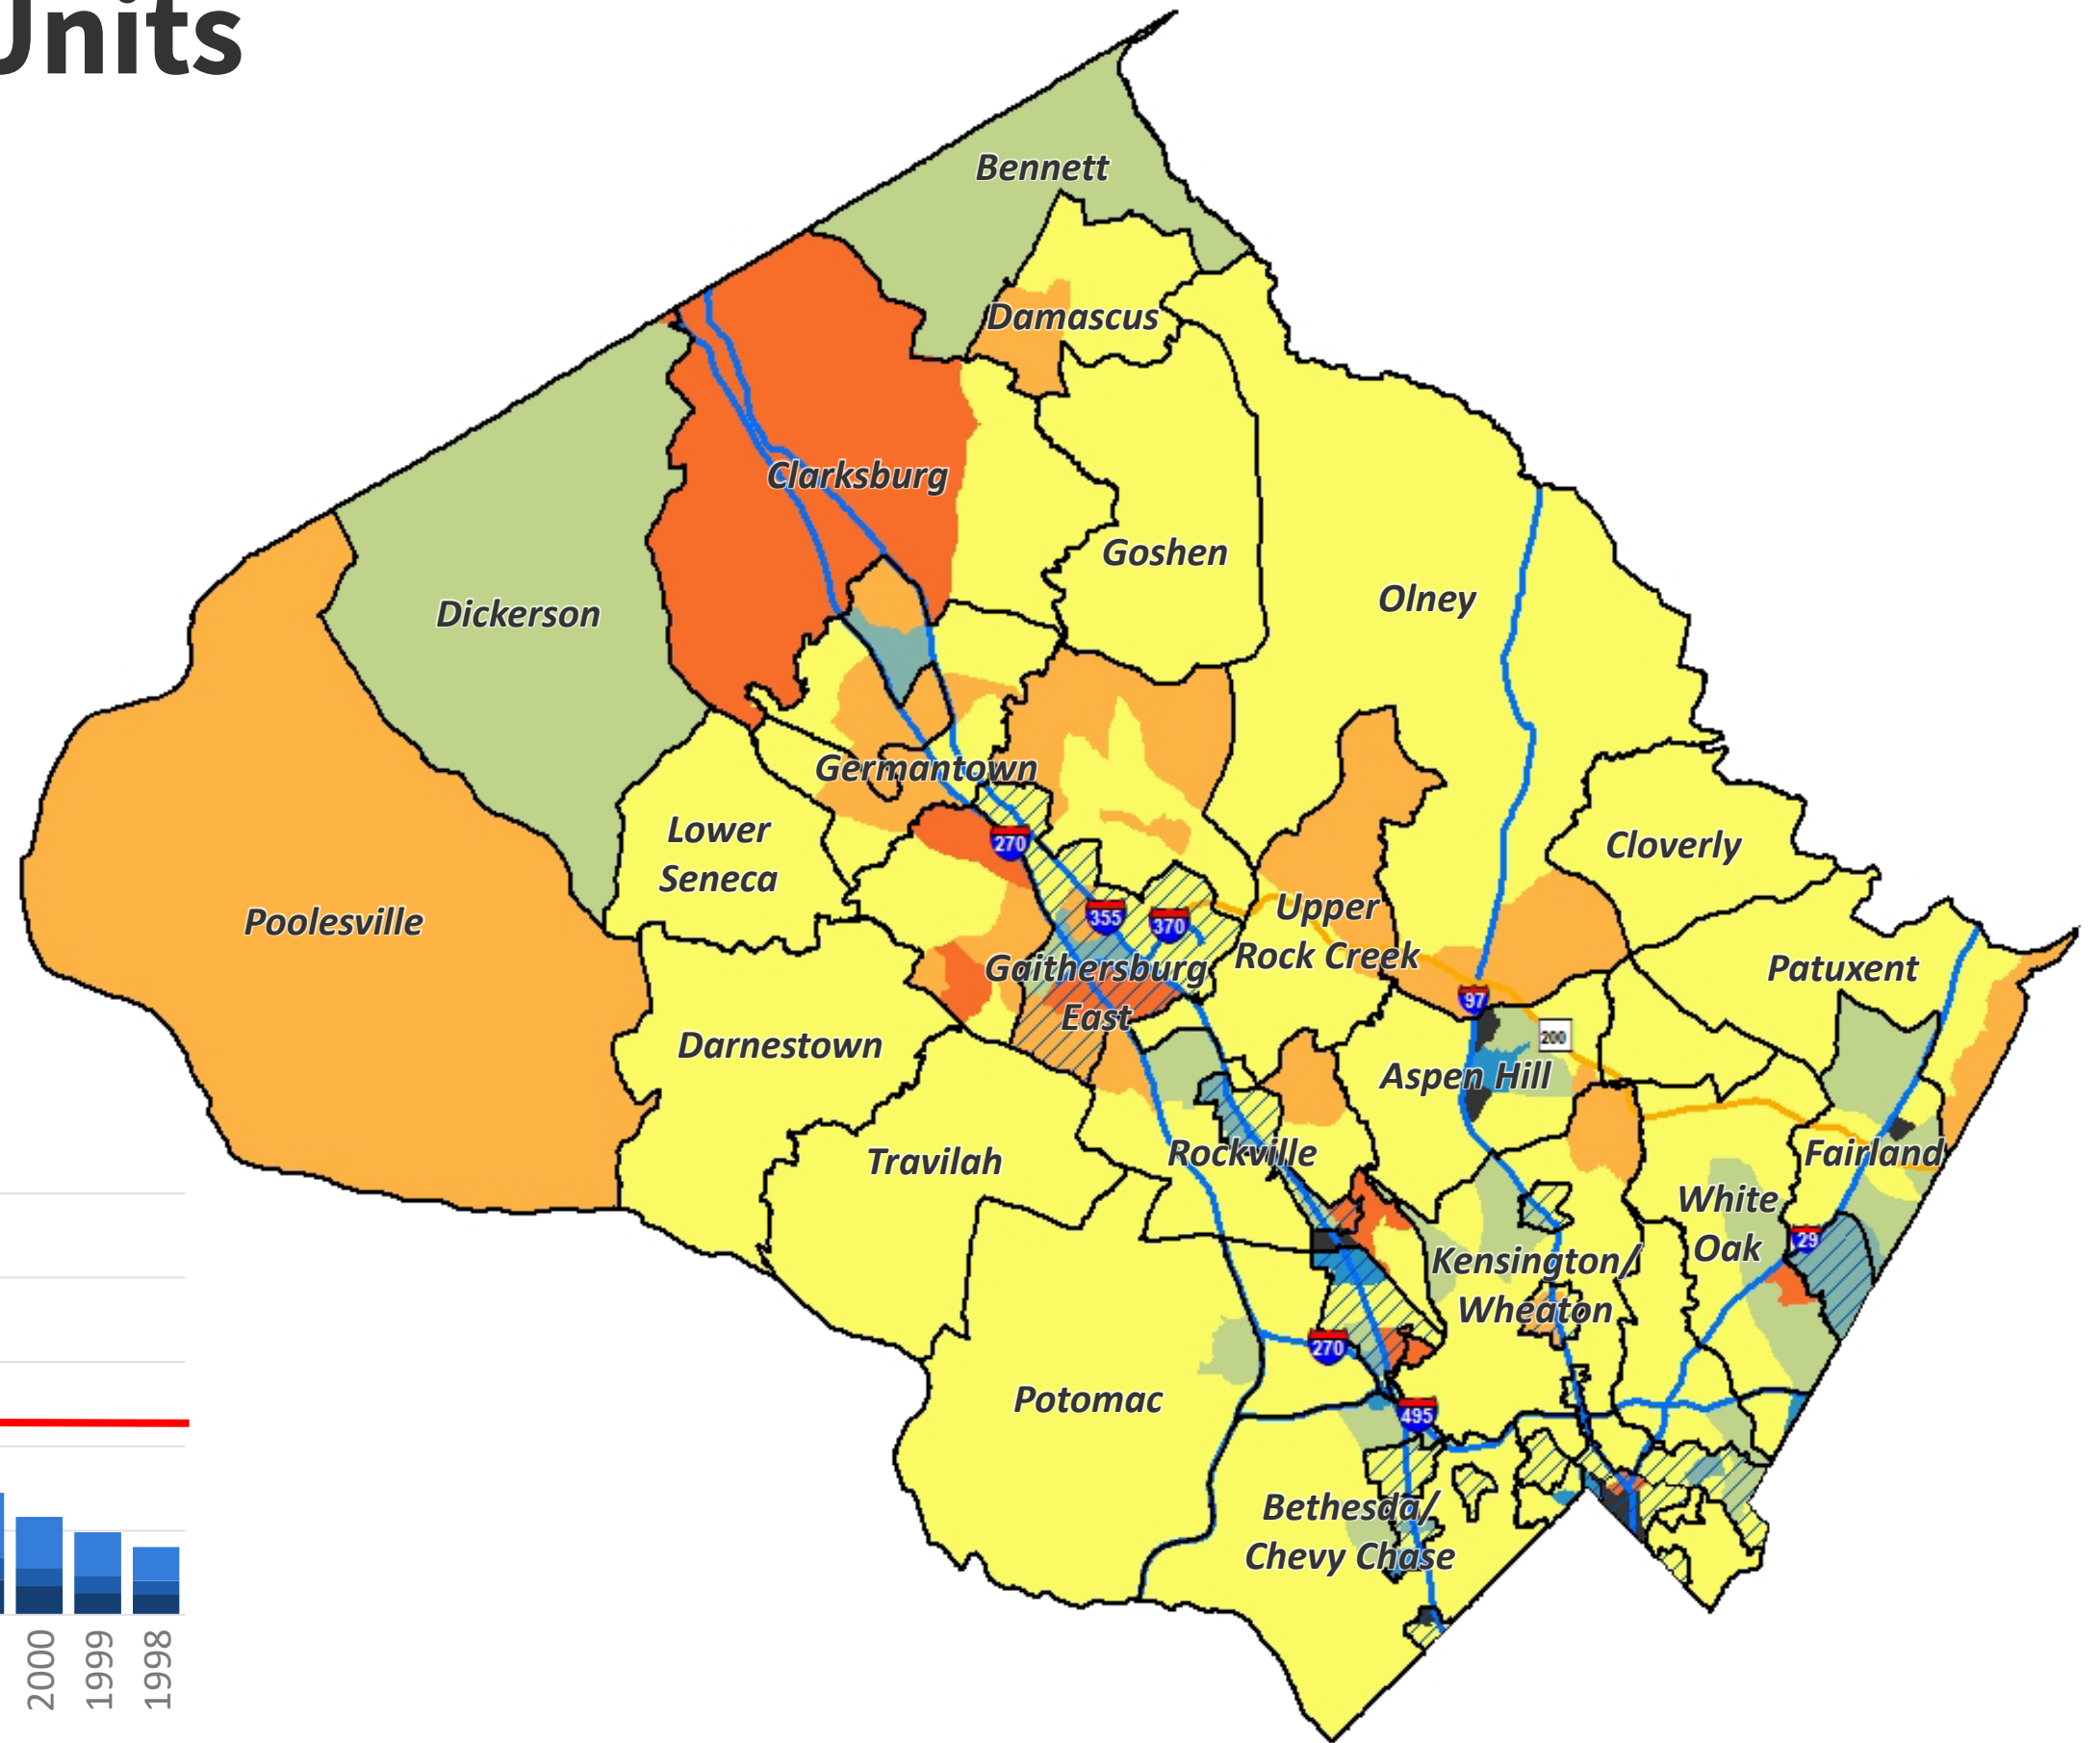 Units
Bennett
Damascus
Clarksburg
Goshen
Olney
Dickerson
Germantown
Lower
Seneca
Cloverly
270
Poolesville
355
370
Upper
Rock Creek
Gaithersburg
East
Patuxent
97
200
Darnestown
Aspen Hill
Travilah
Rockville
Fairland
White
Oak
29
Kensington/
Wheaton
270
Potomac
495
Bethesda/
Chevy Chase
2000
1999
1998